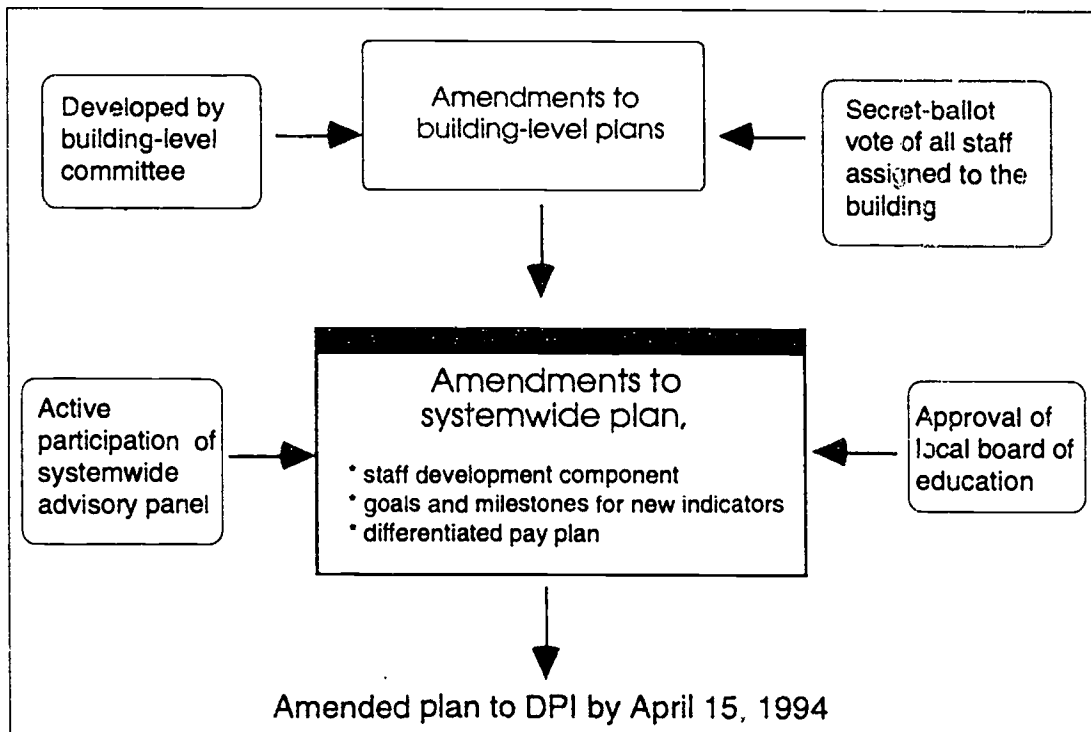 Developed by
building-level
committee
Amendments to
building-level plans
Secret-ballot
vote of all staff
assigned to the
building
Active
participation of
systemwide
advisory panel
Amendments to
systemwide plan,
* staff development component
* goals and milestones for new indicators
* differentiated pay plan
Approval of
local board of
education
Amended plan to DPI by April 15, 1994